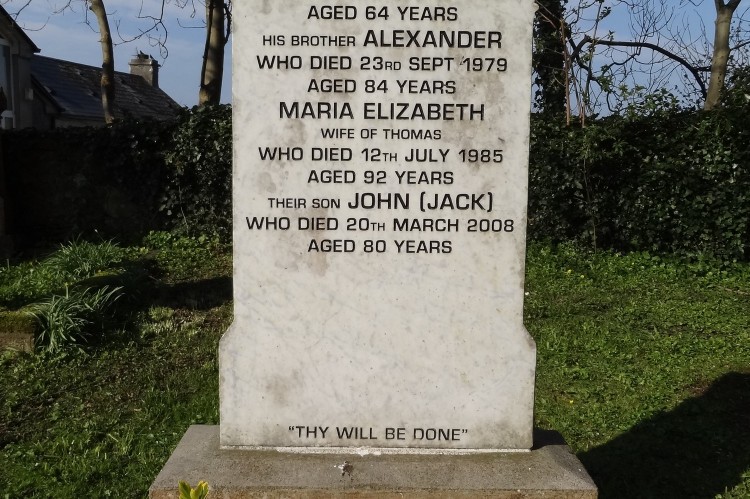 AGED 64 YEARS
HIS BROTHER ALEXANDER
WHO DIED 23RD SEPT 1979
AGED 84 YEARS
MARIA ELIZABETH
WIFE OF THOMAS
WHO DIED 12TH JULY 1985
AGED 92 YEARS
THEIR SON JOHN (JACK)
WHO DIED 20TH MARCH 2008
AGED 80 YEARS
"THY WILL BE DONE"